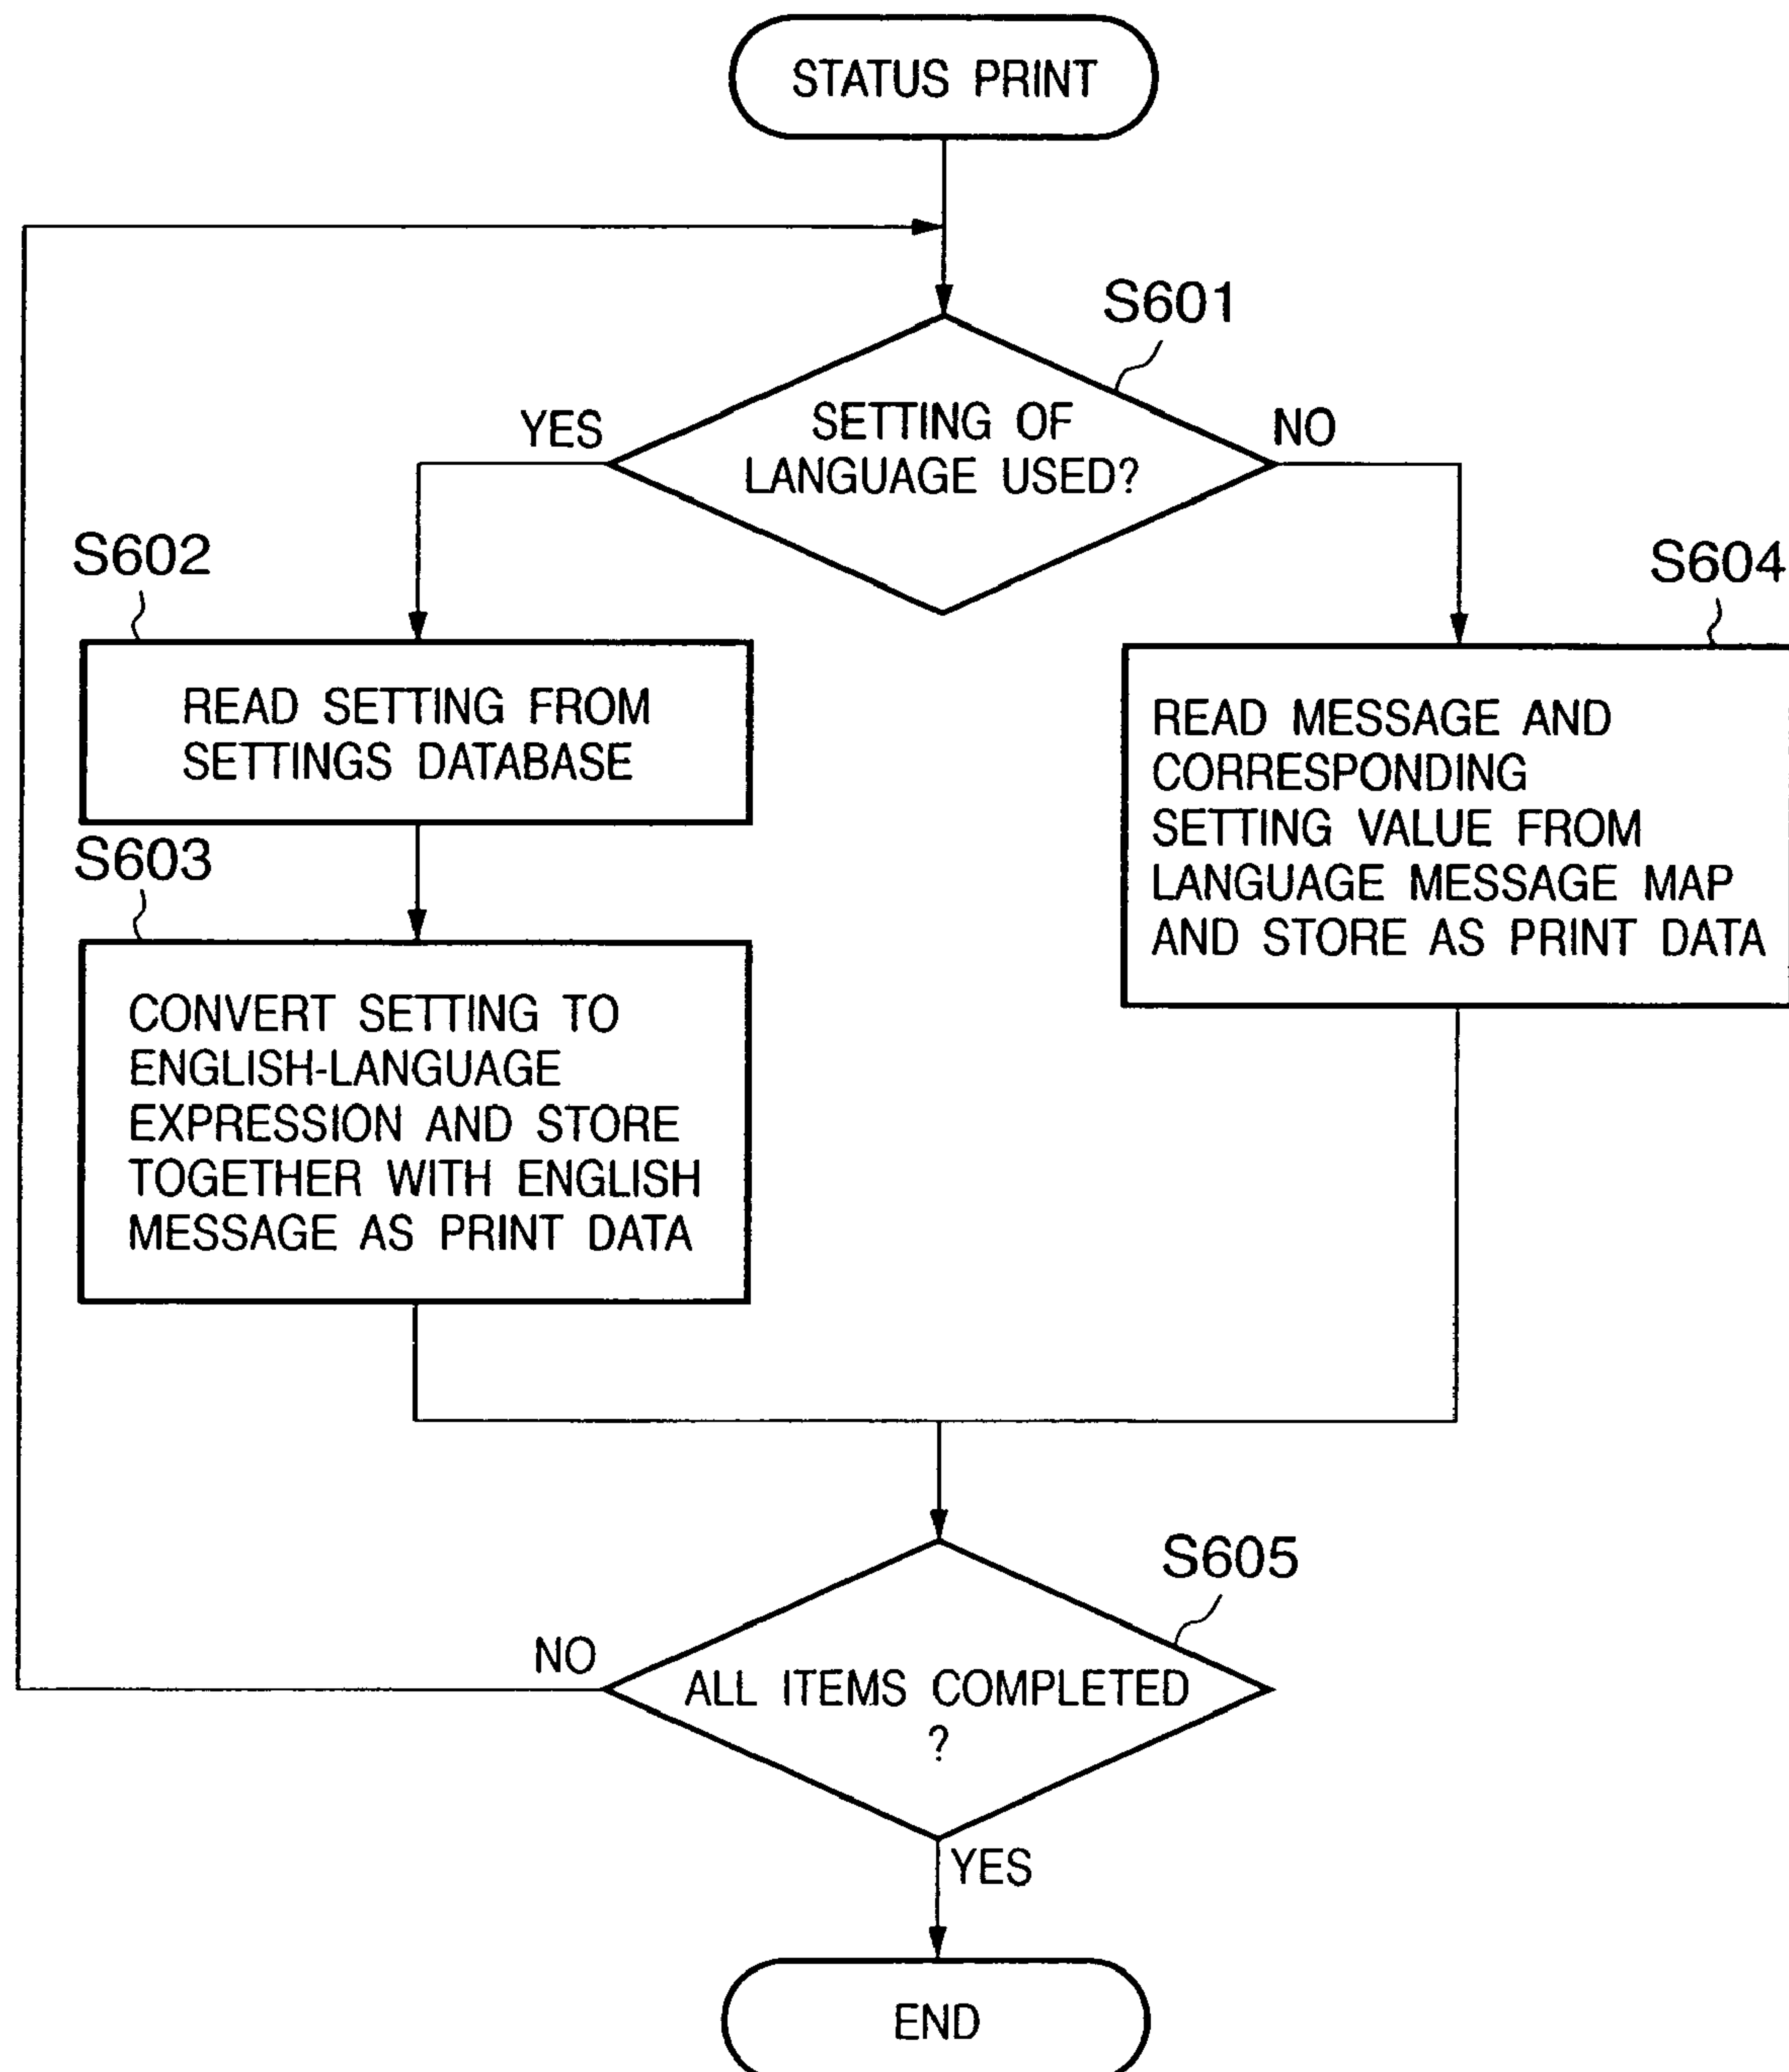 STATUS PRINT
S601
SETTING OF
LANGUAGE USED?
YES
NO
S602
READ SETTING FROM
SETTINGS DATABASE
S604
READ MESSAGE AND
CORRESPONDING
SETTING VALUE FROM
LANGUAGE MESSAGE MAP
AND STORE AS PRINT DATA
S603
CONVERT SETTING TO
ENGLISH-LANGUAGE
EXPRESSION AND STORE
TOGETHER WITH ENGLISH
MESSAGE AS PRINT DATA
S605
NO
ALL ITEMS COMPLETED
?
YES
END